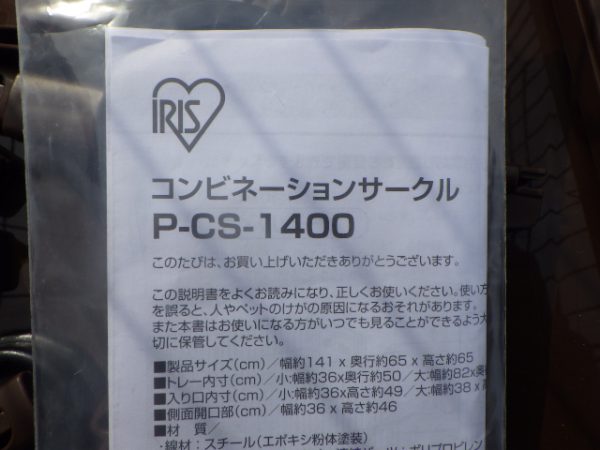 IRIS
コンビネーションサークル
P-CS-1400
このたびは、お買い上げいただきありがとうございます。
この説明書をよくお読みになり、正しくお使いください。使い方
を誤ると、人やペットのけがの原因になるおそれがあります。
また本書はお使いになる方がいつでも見ることができるよう大
切に保管してください。
■製品サイズ(cm)/幅約141 x 奥行約65 x 高さ約65
■トレー内寸(cm)/小:幅約36x奥行約50/大:幅約82x奥
■入り口内寸(cm)/小:幅約36x高さ約49/大:幅約38 x
■側面開口部(cm)/幅約36 x 高さ約46
■材 質/
・線材:スチール(エポキシ粉体塗装)
ポリプロピレン